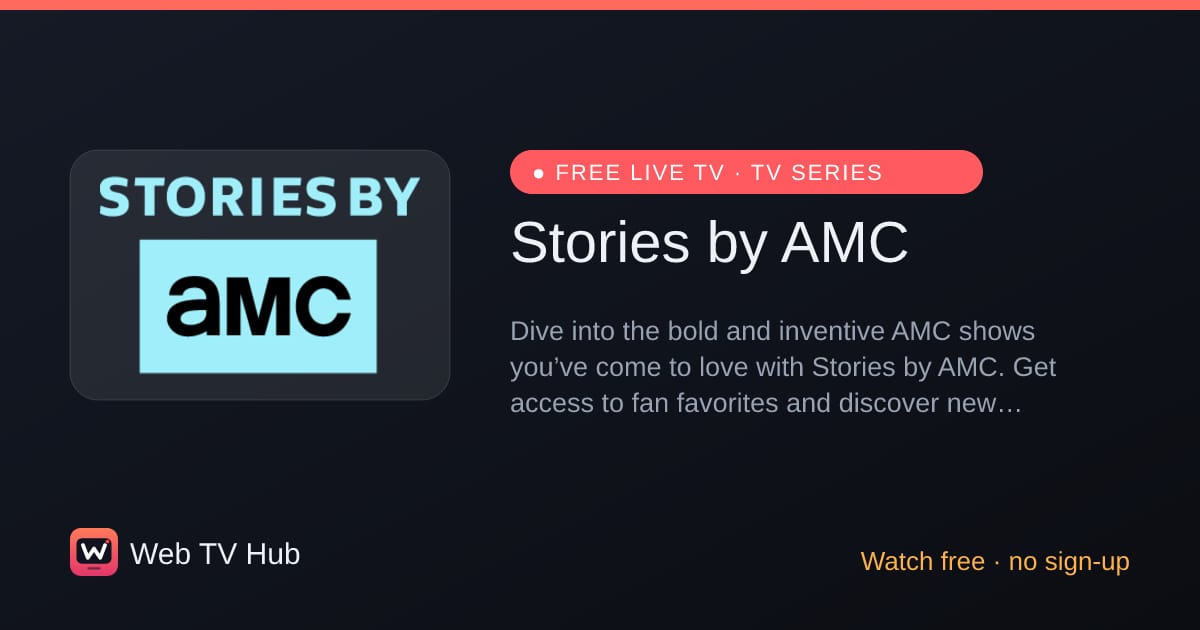 STORIES BY
aMC
● FREE LIVE TV · TV SERIES
Stories by AMC
Dive into the bold and inventive AMC shows
you’ve come to love with Stories by AMC. Get
access to fan favorites and discover new…
W
Web TV Hub
Watch free · no sign-up